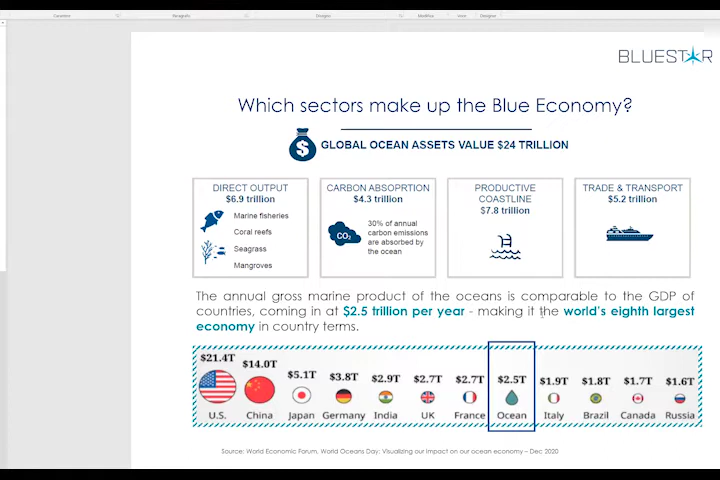 BLUESTAR
Which sectors make up the Blue Economy?
$ GLOBAL OCEAN ASSETS VALUE $24 TRILLION
DIRECT OUTPUT
$6.9 trillion
Marine fisheries
Coral reefs
Seagrass
Mangroves
CARBON ABSOPRTION
$4.3 trillion
CO₂
30% of annual
carbon emissions
are absorbed by
the ocean
PRODUCTIVE
COASTLINE
$7.8 trillion
TRADE & TRANSPORT
$5.2 trillion
The annual gross marine product of the oceans is comparable to the GDP of
countries, coming in at $2.5 trillion per year - making it the world's eighth largest
economy in country terms.
$21.4T $14.0T $5.1T $3.8T $2.9T $2.7T $2.7T $2.5T $1.9T $1.8T $1.7T $1.6T
U.S. China Japan Germany India UK France Ocean Italy Brazil Canada Russia
Source: World Economic Forum, World Oceans Day: Visualizing our Impact on our ocean economy – Dec 2020